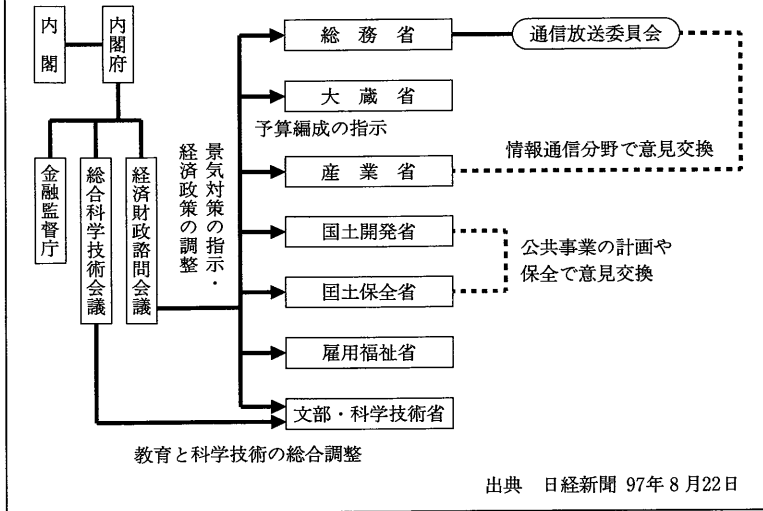 内閣
内閣府
金融監督庁
総合科学技術会議
経済財政諮問会議
景気対策の指示・
経済政策の調整
総務省
通信放送委員会
大蔵省
予算編成の指示
情報通信分野で意見交換
産業省
国土開発省
公共事業の計画や
保全で意見交換
国土保全省
雇用福祉省
文部・科学技術省
教育と科学技術の総合調整
出典 日経新聞 97年8月22日